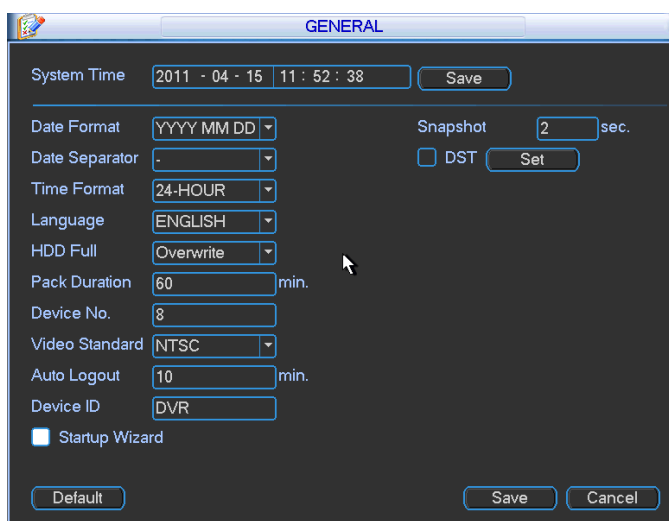 GENERAL
System Time 2011 - 04 - 15 11 : 52 : 38 Save
Date Format YYYY MM DD Snapshot 2 sec.
Date Separator - DST Set
Time Format 24-HOUR
Language ENGLISH
HDD Full Overwrite
Pack Duration 60 min.
Device No. 8
Video Standard NTSC
Auto Logout 10 min.
Device ID DVR
Startup Wizard
Default Save Cancel